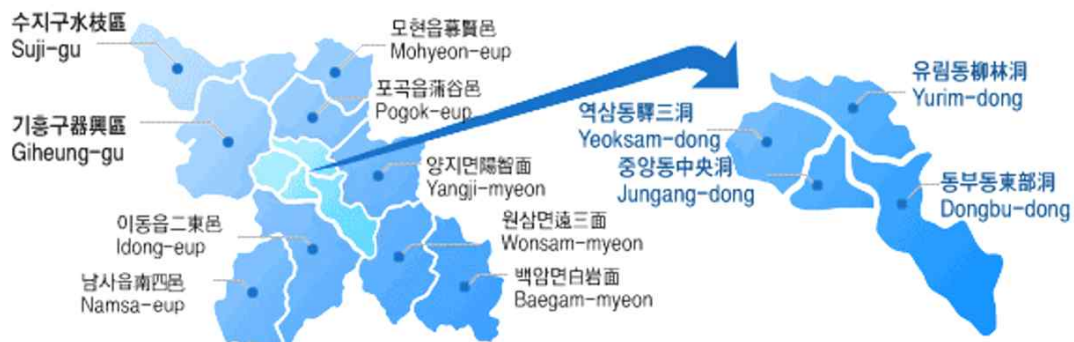 수지구水枝區
Suji-gu
모현읍慕賢邑
Mohyeon-eup
포곡읍蒲谷邑
Pogok-eup
기흥구器興區
Giheung-gu
양지면陽智面
Yangji-myeon
이동읍二東邑
Idong-eup
원삼면遠三面
Wonsam-myeon
남사읍南四邑
Namsa-eup
백암면白岩面
Baegam-myeon
유림동柳林洞
Yurim-dong
역삼동驛三洞
Yeoksam-dong
중앙동中央洞
Jungang-dong
동부동東部洞
Dongbu-dong